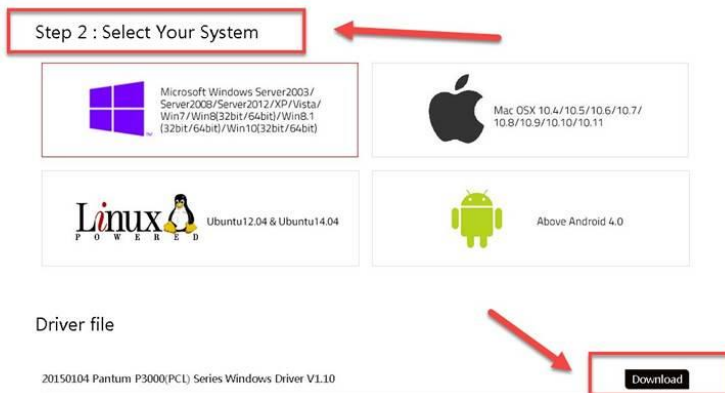 Step 2 : Select Your System
Microsoft Windows Server2003/
Server2008/Server2012/XP/Vista/
Win7/Win8(32bit/64bit)/Win8.1
(32bit/64bit)/Win10(32bit/64bit)
Mac OSX 10.4/10.5/10.6/10.7/
10.8/10.9/10.10/10.11
Linux
POWERED
Ubuntu12.04 & Ubuntu14.04
Above Android 4.0
Driver file
20150104 Pantum P3000(PCL) Series Windows Driver V1.10
Download